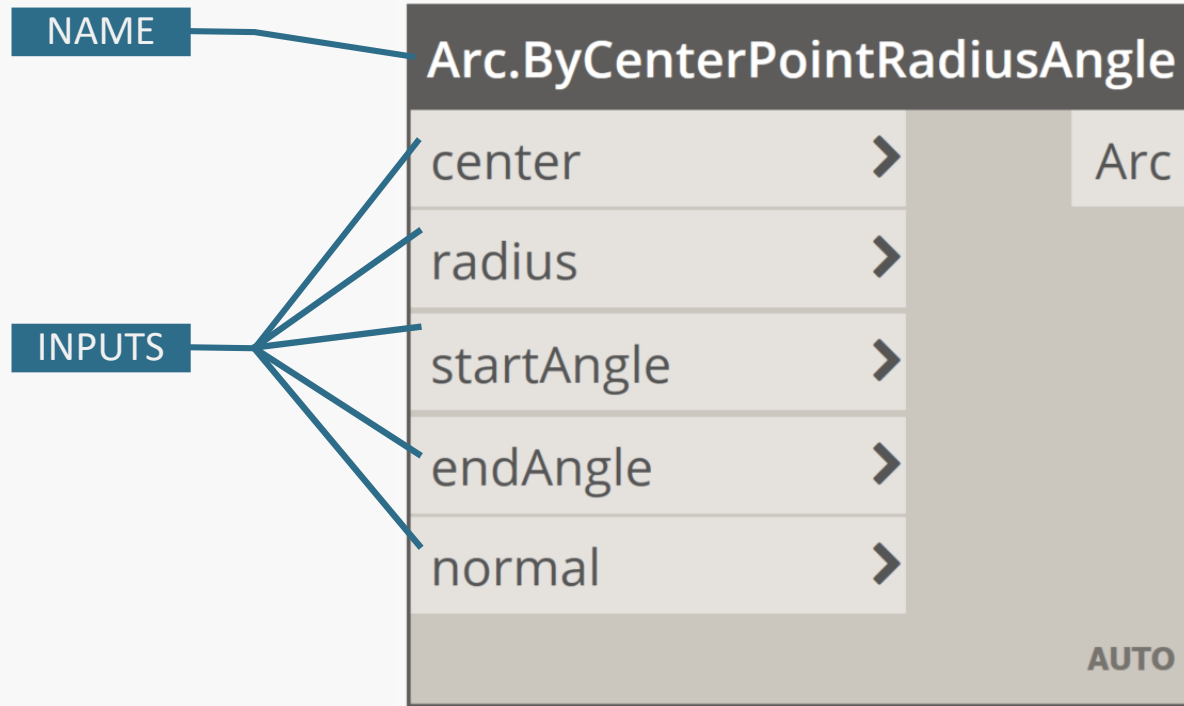 NAME
Arc.ByCenterPointRadiusAngle
center
Arc
radius
INPUTS
startAngle
endAngle
normal
AUTO